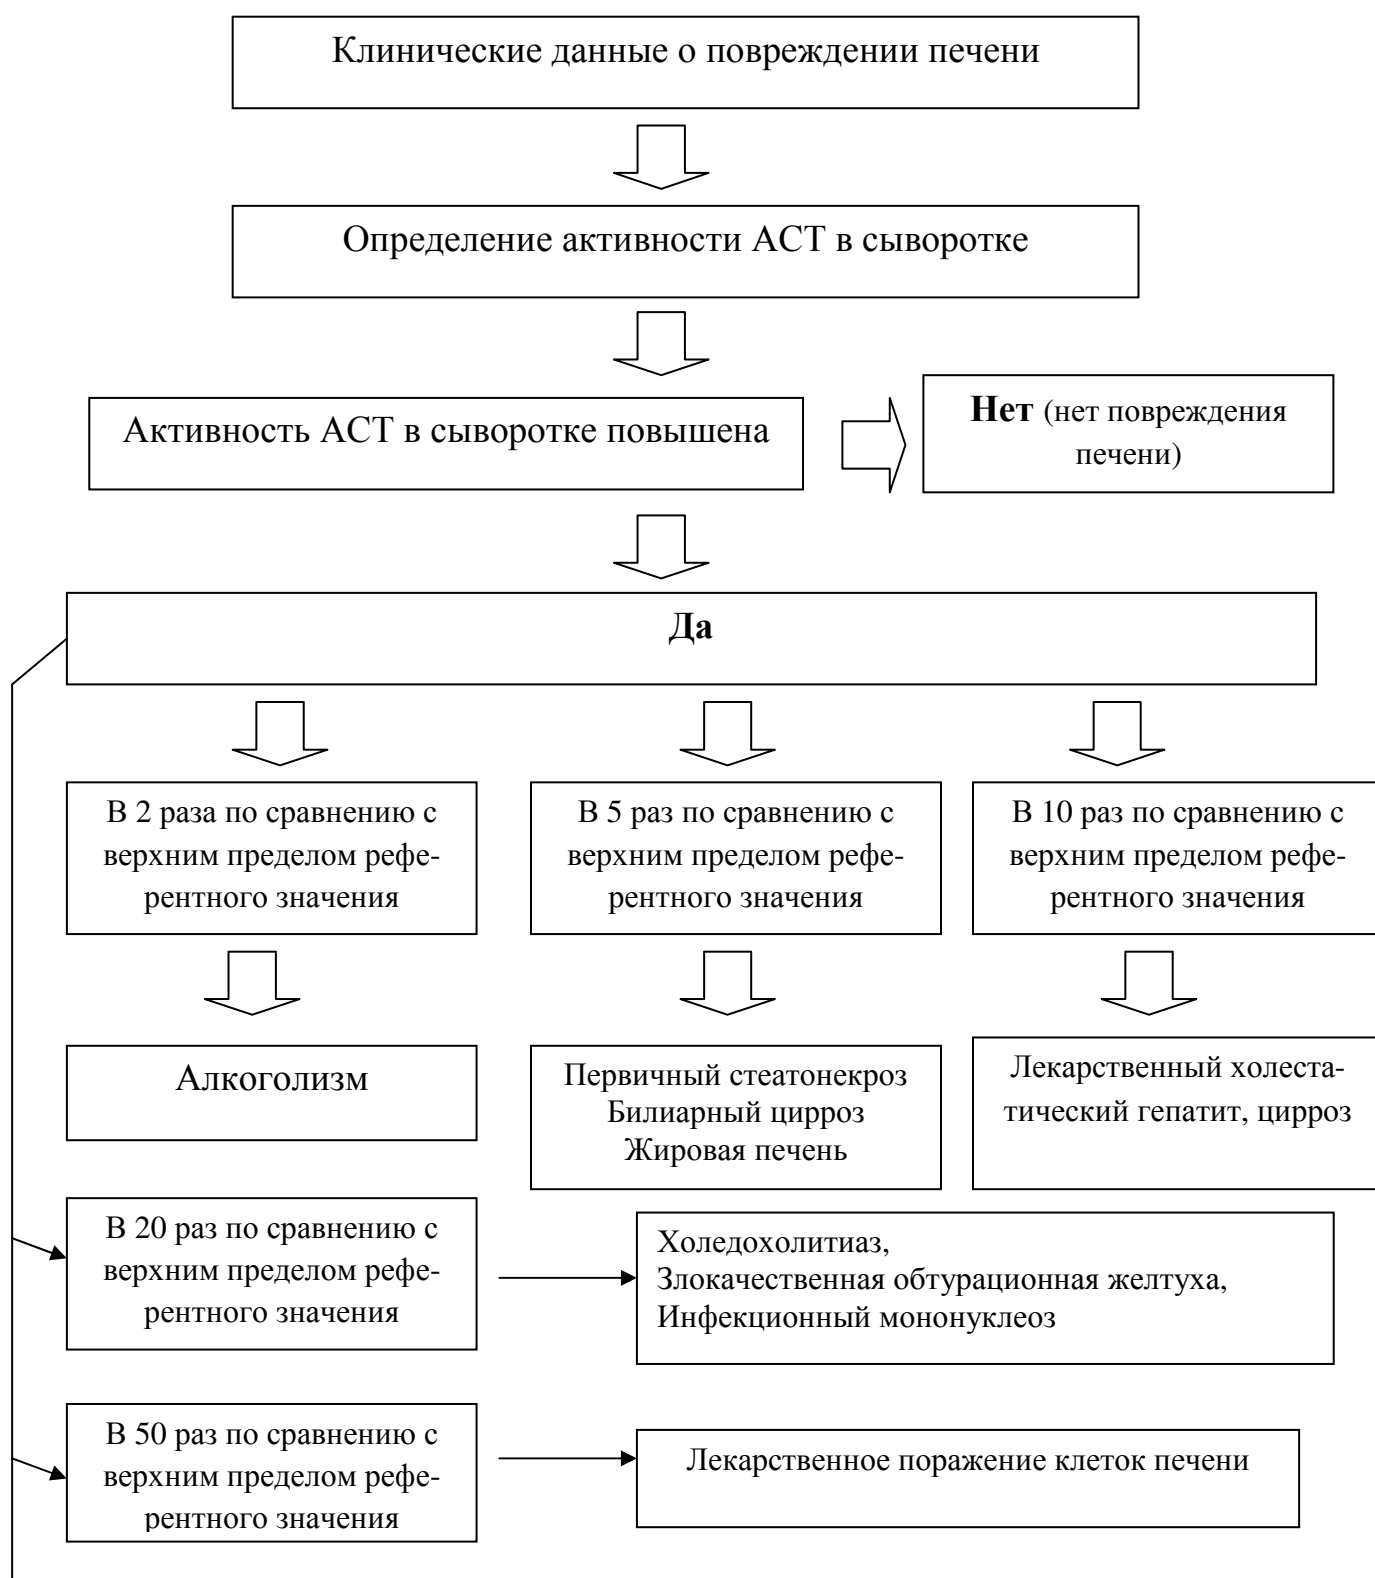 Клинические данные о повреждении печени
Определение активности АСТ в сыворотке
Активность АСТ в сыворотке повышена
Нет (нет повреждения
печени)
Да
В 2 раза по сравнению с
верхним пределом рефе-
рентного значения
В 5 раз по сравнению с
верхним пределом рефе-
рентного значения
В 10 раз по сравнению с
верхним пределом рефе-
рентного значения
Алкоголизм
Первичный стеатонекроз
Билиарный цирроз
Жировая печень
Лекарственный холеста-
тический гепатит, цирроз
В 20 раз по сравнению с
верхним пределом рефе-
рентного значения
Холедохолитиаз,
Злокачественная обтурационная желтуха,
Инфекционный мононуклеоз
В 50 раз по сравнению с
верхним пределом рефе-
рентного значения
Лекарственное поражение клеток печени